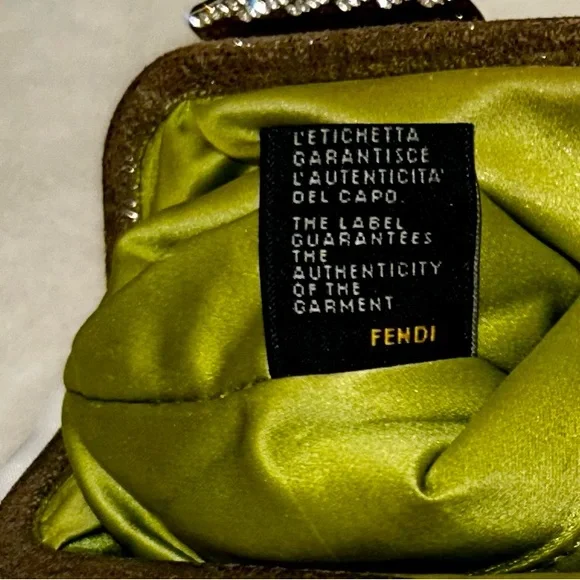 L'ETICHETTA
GARANTISCE
L'AUTENTICITA'
DEL CAPO.
THE LABEL
GUARANTEES
THE
AUTHENTICITY
OF THE
GARMENT
FENDI